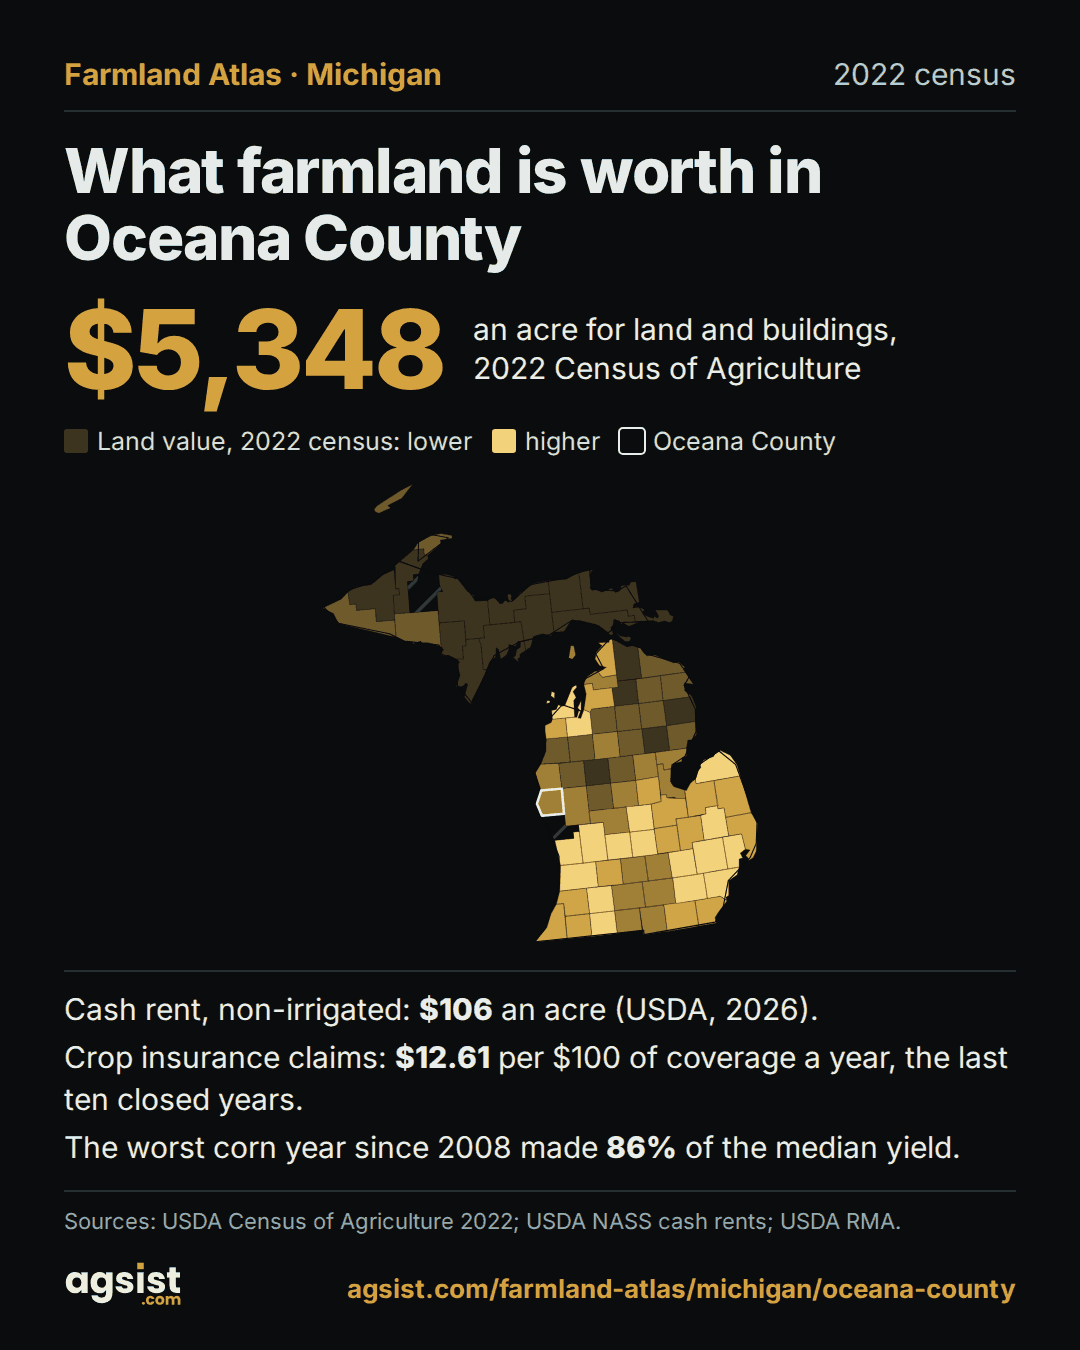 Farmland Atlas · Michigan
2022 census
What farmland is worth in
Oceana County
$5,348
an acre for land and buildings,
2022 Census of Agriculture
Land value, 2022 census: lower
higher
Oceana County
Cash rent, non-irrigated: $106 an acre (USDA, 2026).
Crop insurance claims: $12.61 per $100 of coverage a year, the last
ten closed years.
The worst corn year since 2008 made 86% of the median yield.
Sources: USDA Census of Agriculture 2022; USDA NASS cash rents; USDA RMA.
agsist
.com
agsist.com/farmland-atlas/michigan/oceana-county